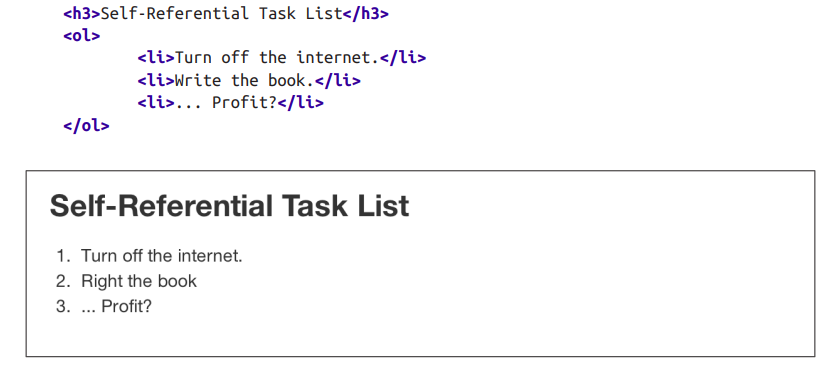 <h3>Self-Referential Task List</h3>
<ol>
<li>Turn off the internet.</li>
<li>Write the book.</li>
<li>... Profit?</li>
</ol>
Self-Referential Task List
1. Turn off the internet.
2. Right the book
3. ... Profit?